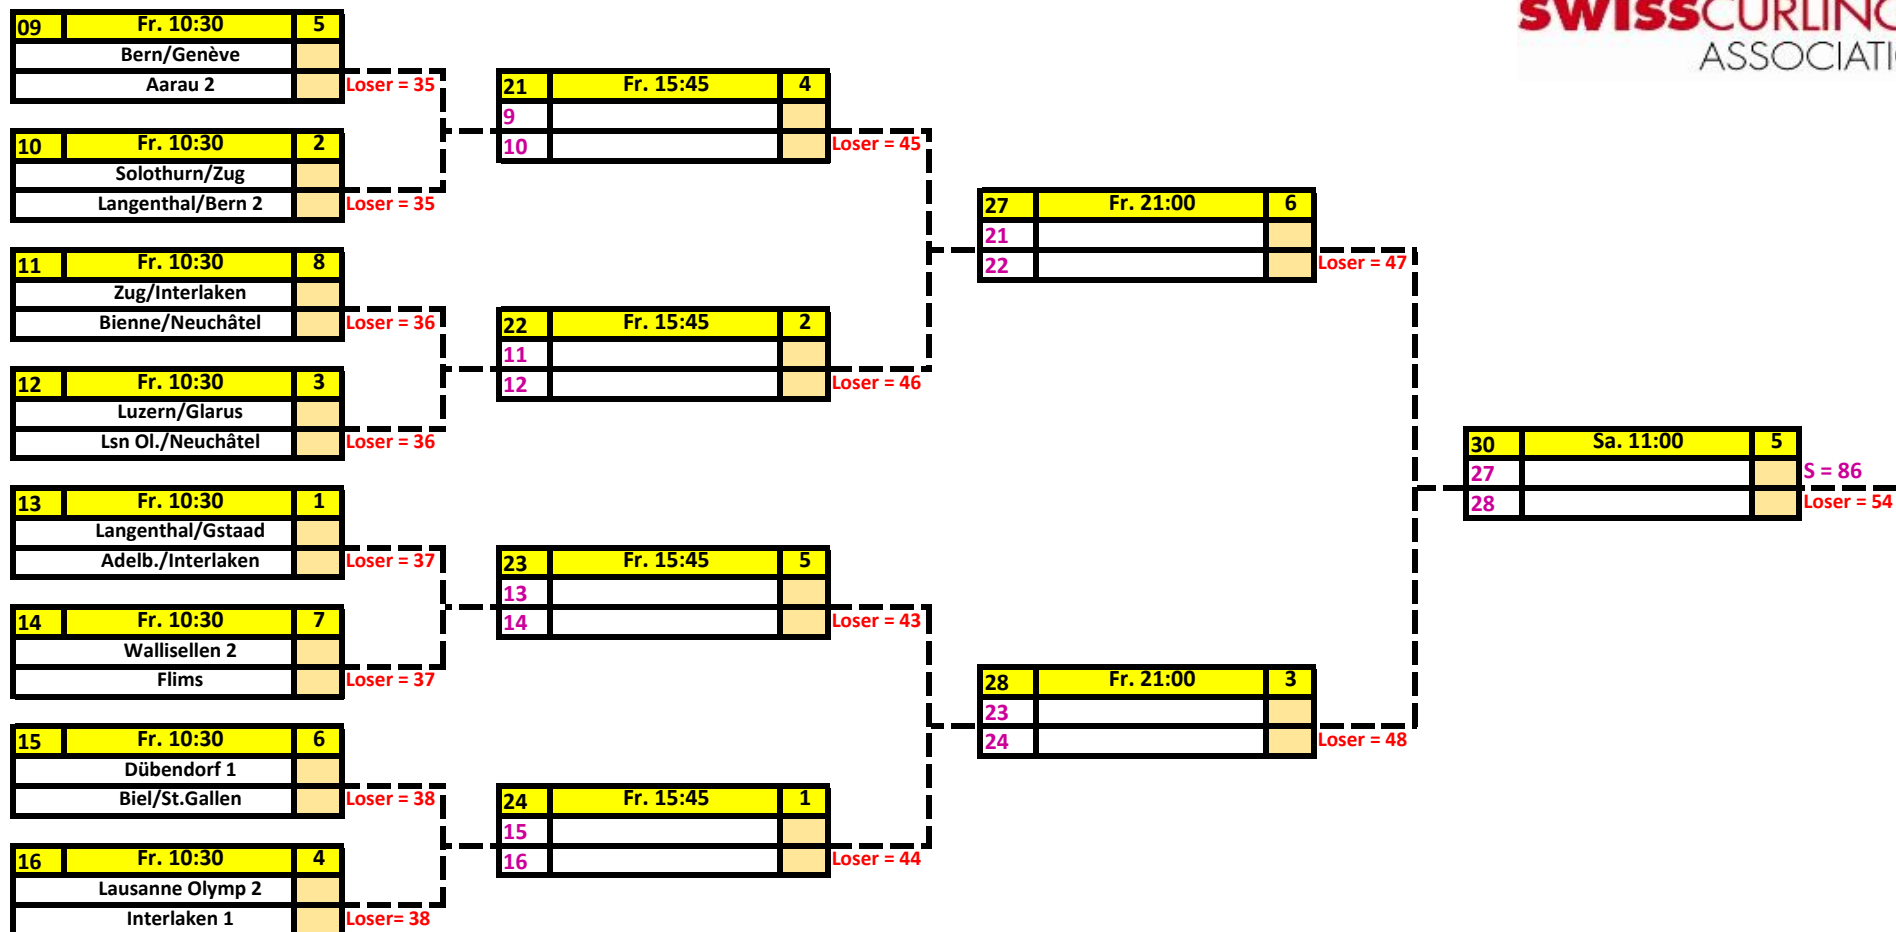 SWISSCURLING
ASSOCIATI
09 Fr. 10:30 5
Bern/Genève
Aarau 2
Loser = 35
10 Fr. 10:30 2
Solothurn/Zug
Langenthal/Bern 2
Loser = 35
11 Fr. 10:30 8
Zug/Interlaken
Bienne/Neuchâtel
Loser = 36
12 Fr. 10:30 3
Luzern/Glarus
Lsn Ol./Neuchâtel
Loser = 36
13 Fr. 10:30 1
Langenthal/Gstaad
Adelb./Interlaken
Loser = 37
14 Fr. 10:30 7
Wallisellen 2
Flims
Loser = 37
15 Fr. 10:30 6
Dübendorf 1
Biel/St.Gallen
Loser = 38
16 Fr. 10:30 4
Lausanne Olymp 2
Interlaken 1
Loser= 38
21 Fr. 15:45 4
9
10
Loser = 45
22 Fr. 15:45 2
11
12
Loser = 46
23 Fr. 15:45 5
13
14
Loser = 43
24 Fr. 15:45 1
15
16
Loser = 44
27 Fr. 21:00 6
21
22
Loser = 47
28 Fr. 21:00 3
23
24
Loser = 48
30 Sa. 11:00 5
27
28
S = 86
Loser = 54